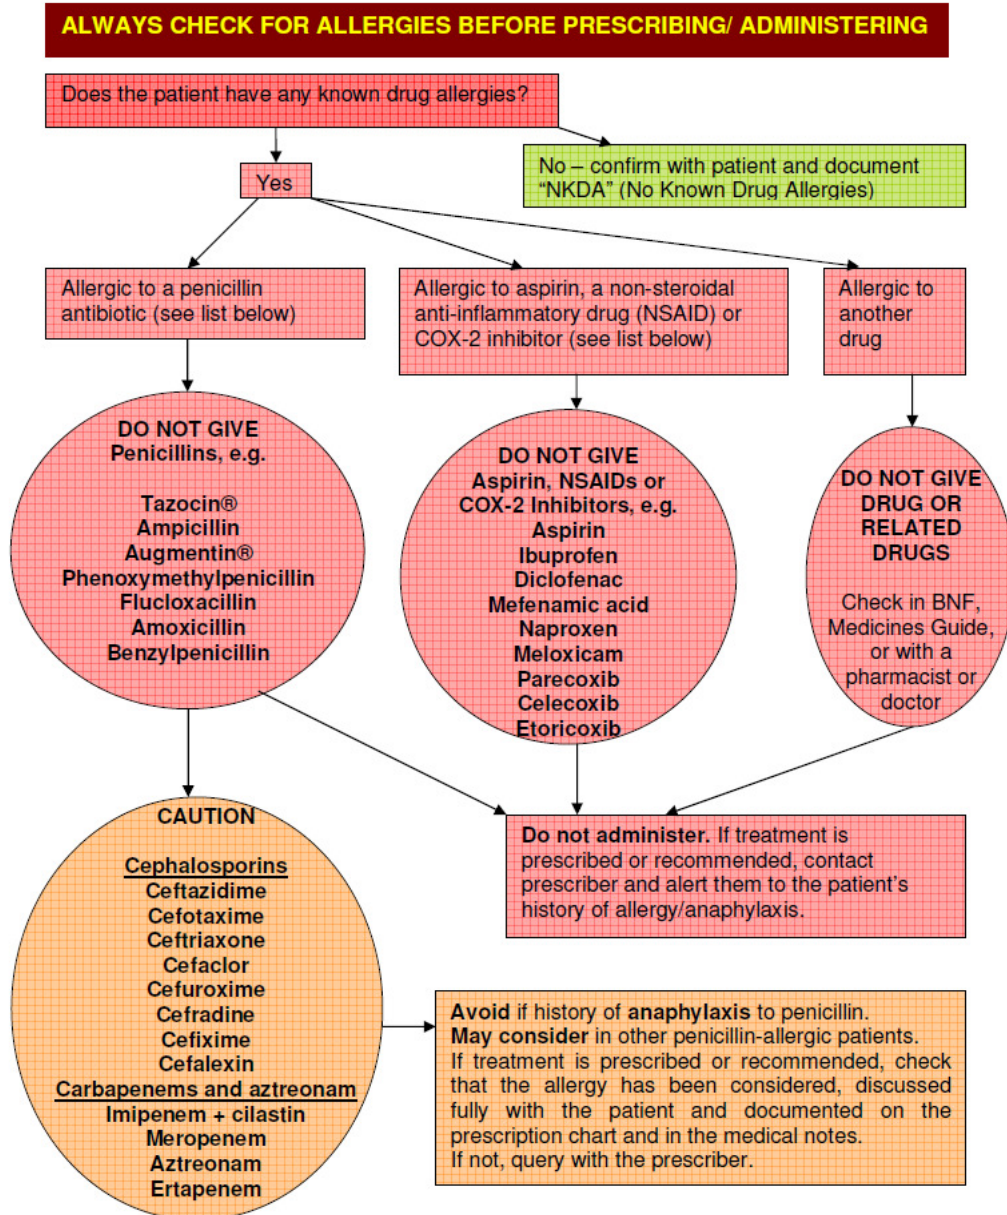 ALWAYS CHECK FOR ALLERGIES BEFORE PRESCRIBING/ ADMINISTERING
Does the patient have any known drug allergies?
No – confirm with patient and document
“NKDA” (No Known Drug Allergies)
Yes
Allergic to a penicillin
antibiotic (see list below)
Allergic to aspirin, a non-steroidal
anti-inflammatory drug (NSAID) or
COX-2 inhibitor (see list below)
Allergic to
another
drug
DO NOT GIVE
Penicillins, e.g.
Tazocin®
Ampicillin
Augmentin®
Phenoxymethylpenicillin
Flucloxacillin
Amoxicillin
Benzylpenicillin
DO NOT GIVE
Aspirin, NSAIDs or
COX-2 Inhibitors, e.g.
Aspirin
Ibuprofen
Diclofenac
Mefenamic acid
Naproxen
Meloxicam
Parecoxib
Celecoxib
Etoricoxib
DO NOT GIVE
DRUG OR
RELATED
DRUGS
Check in BNF,
Medicines Guide,
or with a
pharmacist or
doctor
CAUTION
Cephalosporins
Ceftazidime
Cefotaxime
Ceftriaxone
Cefaclor
Cefuroxime
Cefradine
Cefixime
Cefalexin
Carbapenems and aztreonam
Imipenem + cilastin
Meropenem
Aztreonam
Ertapenem
Do not administer. If treatment is
prescribed or recommended, contact
prescriber and alert them to the patient’s
history of allergy/anaphylaxis.
Avoid if history of anaphylaxis to penicillin.
May consider in other penicillin-allergic patients.
If treatment is prescribed or recommended, check
that the allergy has been considered, discussed
fully with the patient and documented on the
prescription chart and in the medical notes.
If not, query with the prescriber.